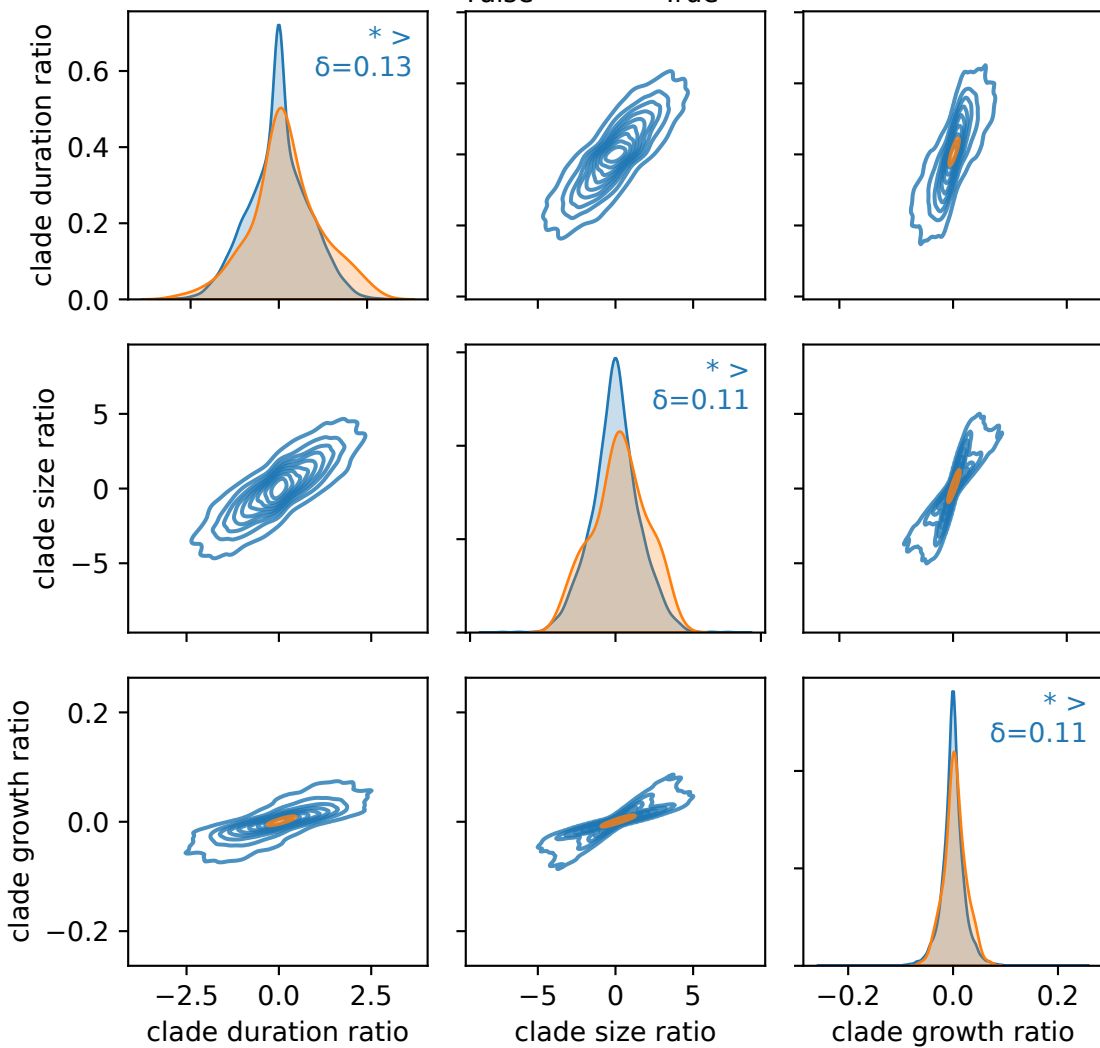 clade duration ratio
0.6
0.4
0.2
0.0
* >
δ=0.13
clade size ratio
5
0
−5
* >
δ=0.11
clade growth ratio
0.2
0.0
−0.2
* >
δ=0.11
−2.5 0.0 2.5
−5 0 5
−0.2 0.0 0.2
clade duration ratio
clade size ratio
clade growth ratio